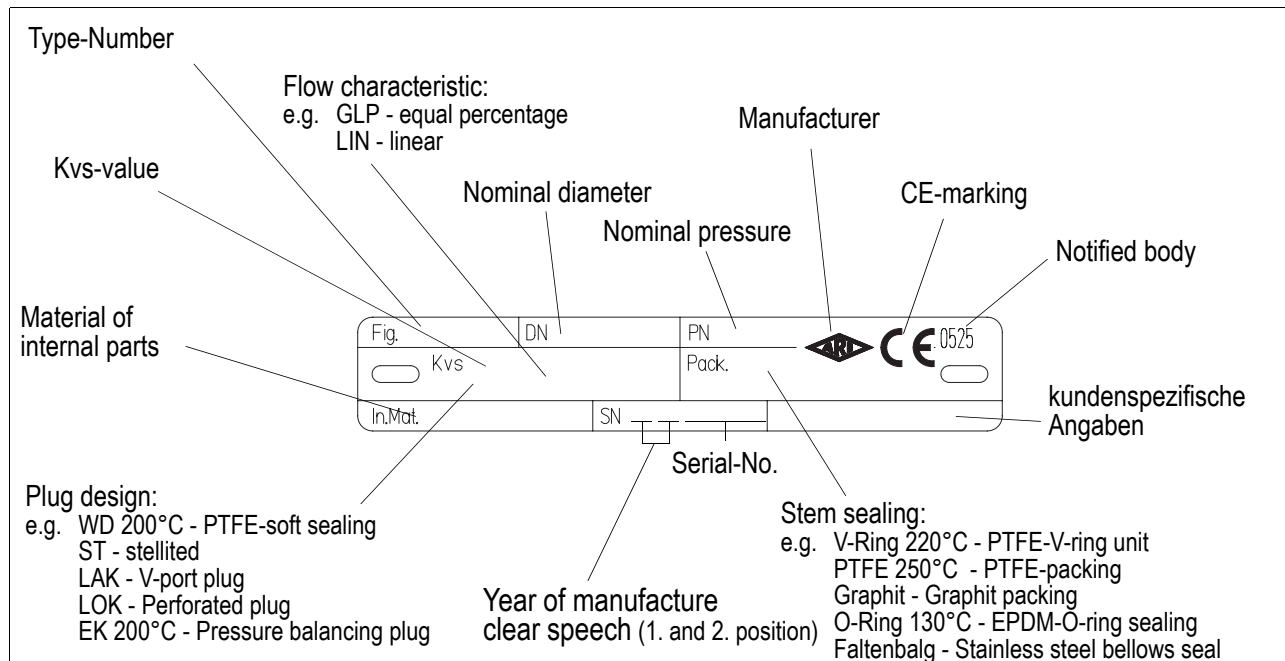 Type-Number
Flow characteristic:
e.g. GLP - equal percentage
LIN - linear
Manufacturer
Kvs-value
Nominal diameter
CE-marking
Nominal pressure
Notified body
Material of
internal parts
Fig.
DN
PN
ARI
CE
0525
Kvs
Pack.
In.Mat.
SN
kundenspezifische
Angaben
Serial-No.
Plug design:
e.g. WD 200°C - PTFE-soft sealing
ST - stellited
LAK - V-port plug
LOK - Perforated plug
EK 200°C - Pressure balancing plug
Year of manufacture
clear speech (1. and 2. position)
Stem sealing:
e.g. V-Ring 220°C - PTFE-V-ring unit
PTFE 250°C - PTFE-packing
Graphit - Graphit packing
O-Ring 130°C - EPDM-O-ring sealing
Faltenbalg - Stainless steel bellows seal